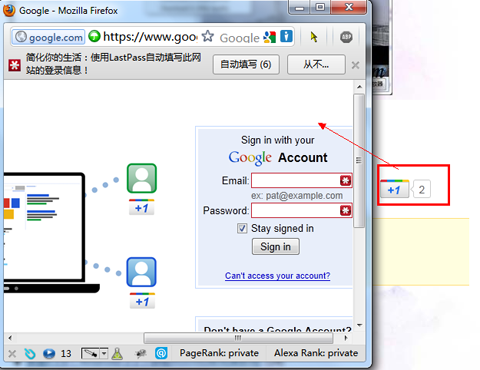 Google - Mozilla Firefox
google.com https://www.goo Google
简化你的生活：使用LastPass自动填写此网
站的登录信息！
自动填写 (6) 从不...
Sign in with your
Google Account
Email:
ex: pat@example.com
Password:
Stay signed in
Sign in
Can't access your account?
+1
+1
+1 2
Don't have a Google Account?
13 PageRank: private Alexa Rank: private